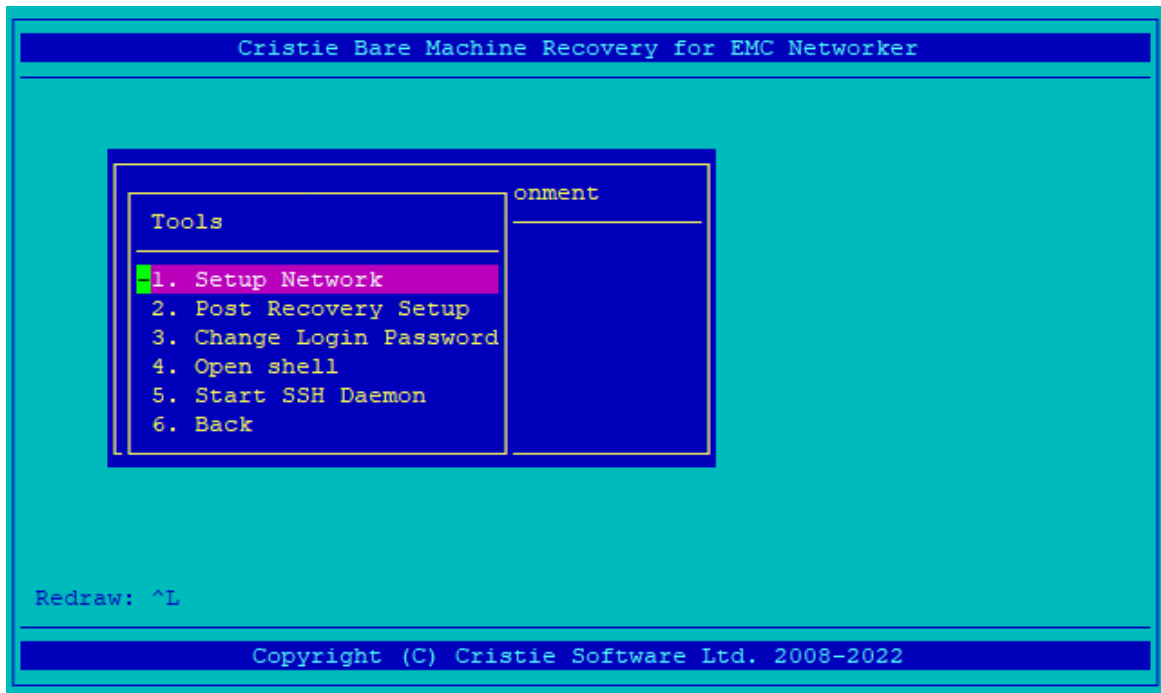 Cristie Bare Machine Recovery for EMC Networker
onment
Tools
1. Setup Network
2. Post Recovery Setup
3. Change Login Password
4. Open shell
5. Start SSH Daemon
6. Back
Redraw: ^L
Copyright (C) Cristie Software Ltd. 2008-2022